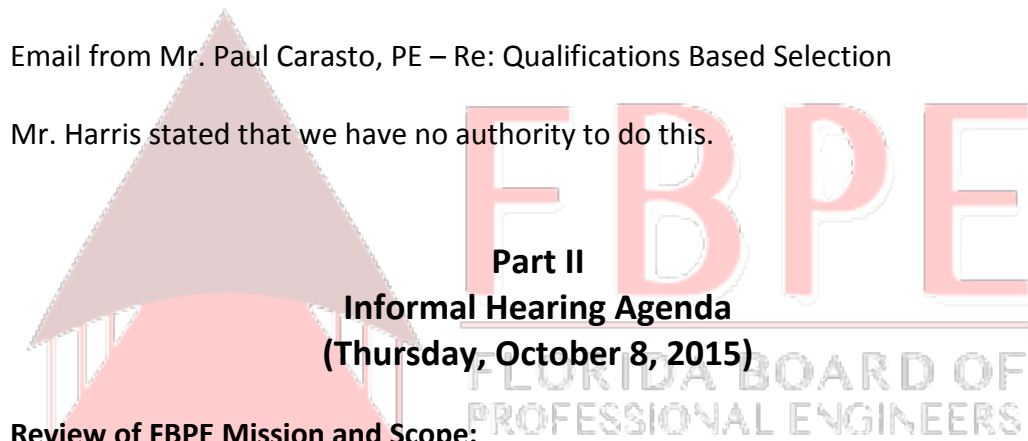 Email from Mr. Paul Carasto, PE – Re: Qualifications Based Selection
Mr. Harris stated that we have no authority to do this.
FBPE
Part II
Informal Hearing Agenda
(Thursday, October 8, 2015)
FLORIDA BOARD OF
PROFESSIONAL ENGINEERS
Review of FBPE Mission and Scope: